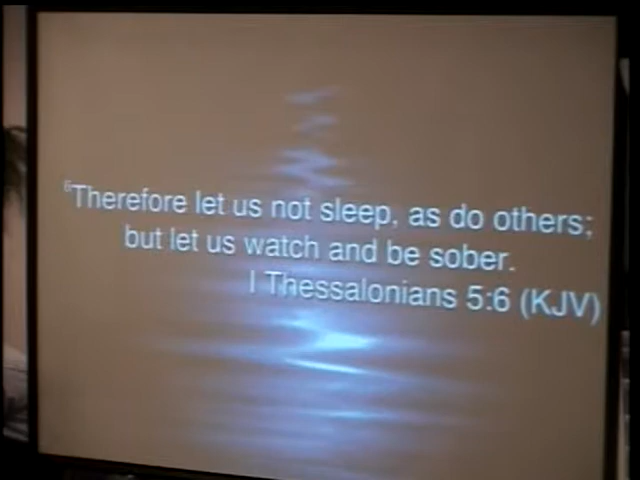 ⁶Therefore let us not sleep, as do others;
but let us watch and be sober.
I Thessalonians 5:6 (KJV)